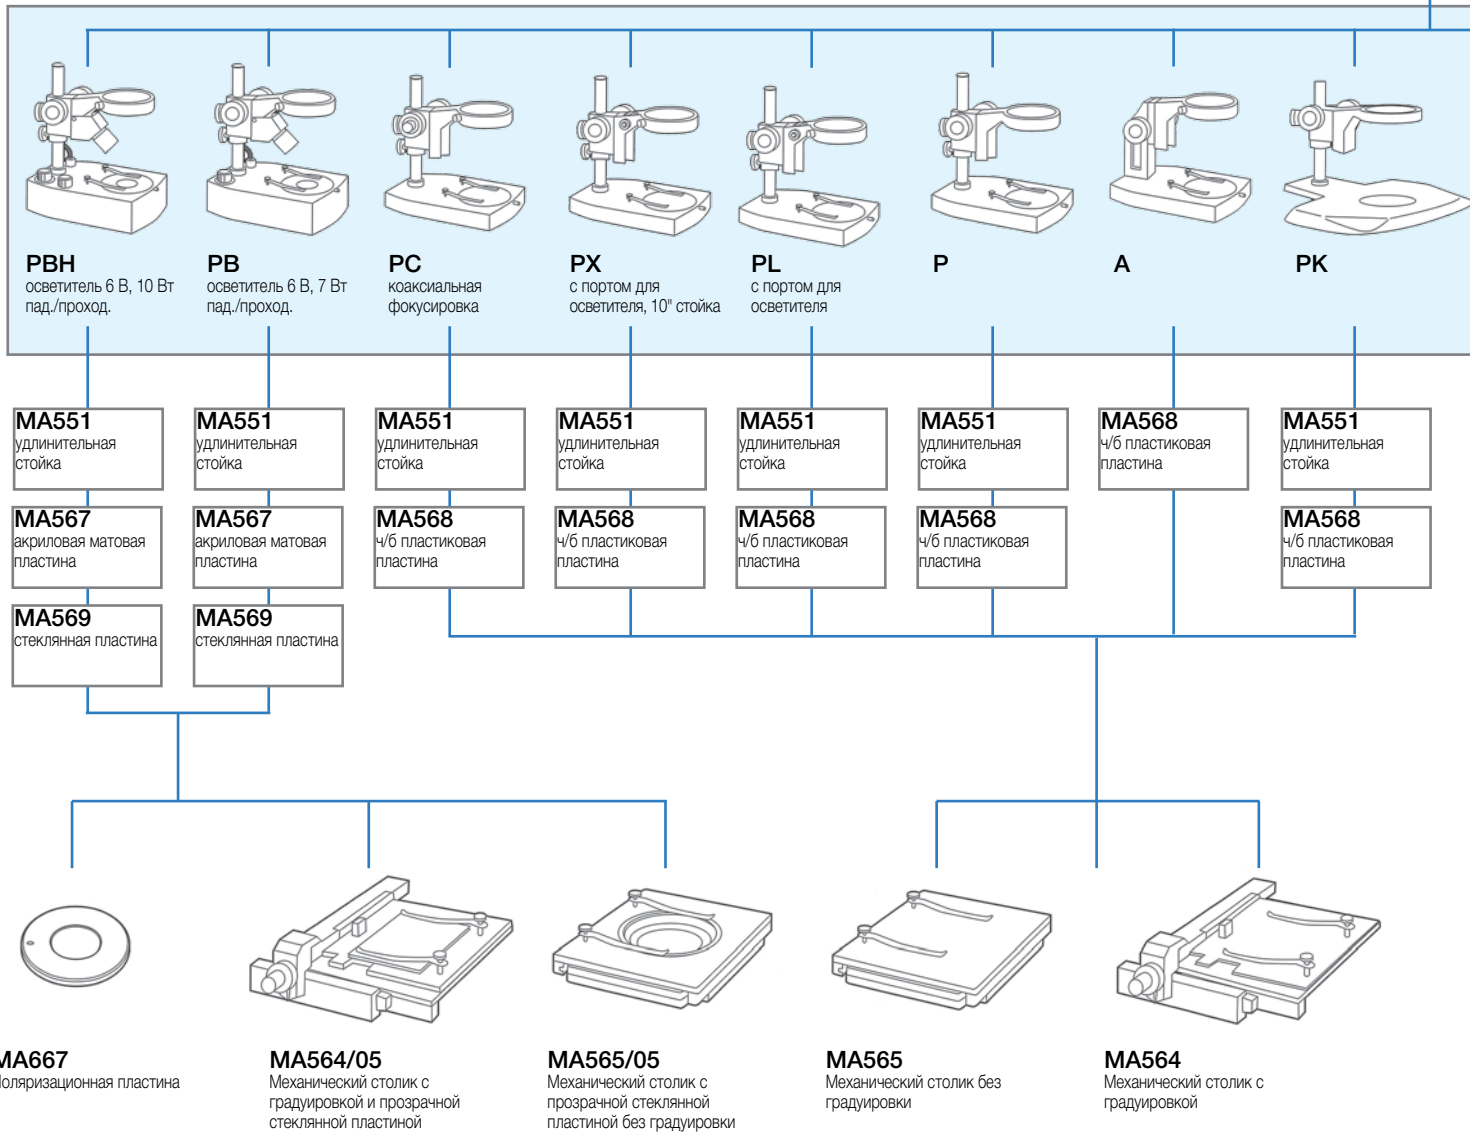 PBH
осветитель 6 В, 10 Вт
пад./проход.
PB
осветитель 6 В, 7 Вт
пад./проход.
PC
коаксиальная
фокусировка
PX
с портом для
осветителя, 10" стойка
PL
с портом для
осветителя
P
A
PK
MA551
удлинительная
стойка
MA551
удлинительная
стойка
MA551
удлинительная
стойка
MA551
удлинительная
стойка
MA551
удлинительная
стойка
MA551
удлинительная
стойка
MA568
ч/б пластиковая
пластина
MA551
удлинительная
стойка
MA567
акриловая матовая
пластина
MA567
акриловая матовая
пластина
MA568
ч/б пластиковая
пластина
MA568
ч/б пластиковая
пластина
MA568
ч/б пластиковая
пластина
MA568
ч/б пластиковая
пластина
MA568
ч/б пластиковая
пластина
MA569
стеклянная пластина
MA569
стеклянная пластина
MA667
Поляризационная пластина
MA564/05
Механический столик с
градуировкой и прозрачной
стеклянной пластиной
MA565/05
Механический столик с
прозрачной стеклянной
пластиной без градуировки
MA565
Механический столик без
градуировки
MA564
Механический столик с
градуировкой